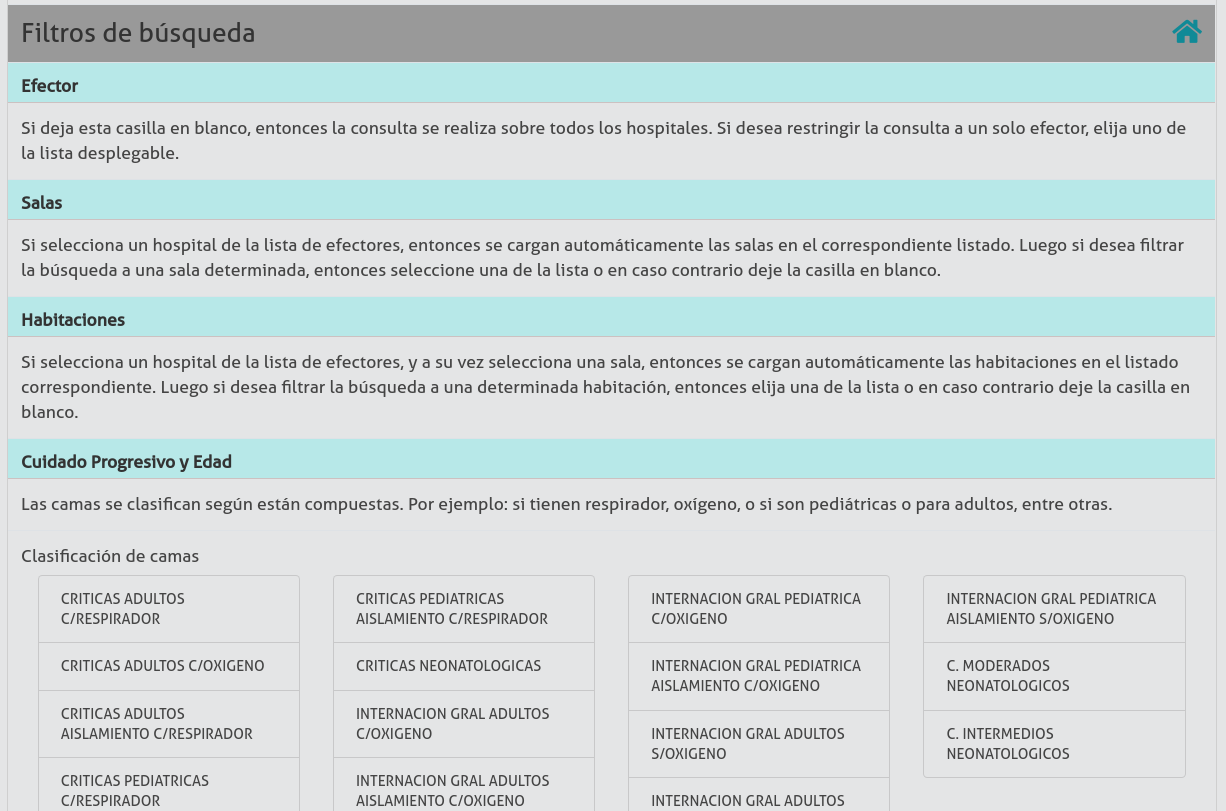 Filtros de búsqueda
Efector
Si deja esta casilla en blanco, entonces la consulta se realiza sobre todos los hospitales. Si desea restringir la consulta a un solo efector, elija uno de
la lista desplegable.
Salas
Si selecciona un hospital de la lista de efectores, entonces se cargan automáticamente las salas en el correspondiente listado. Luego si desea filtrar
la búsqueda a una sala determinada, entonces seleccione una de la lista o en caso contrario deje la casilla en blanco.
Habitaciones
Si selecciona un hospital de la lista de efectores, y a su vez selecciona una sala, entonces se cargan automáticamente las habitaciones en el listado
correspondiente. Luego si desea filtrar la búsqueda a una determinada habitación, entonces elija una de la lista o en caso contrario deje la casilla en
blanco.
Cuidado Progresivo y Edad
Las camas se clasifican según están compuestas. Por ejemplo: si tienen respirador, oxígeno, o si son pediátricas o para adultos, entre otras.
Clasificación de camas
CRITICAS ADULTOS
C/RESPIRADOR
CRITICAS ADULTOS C/OXIGENO
CRITICAS ADULTOS
AISLAMIENTO C/RESPIRADOR
CRITICAS PEDIATRICAS
C/RESPIRADOR
CRITICAS PEDIATRICAS
AISLAMIENTO C/RESPIRADOR
CRITICAS NEONATOLOGICAS
INTERNACION GRAL ADULTOS
C/OXIGENO
INTERNACION GRAL ADULTOS
AISLAMIENTO C/OXIGENO
INTERNACION GRAL PEDIATRICA
C/OXIGENO
INTERNACION GRAL PEDIATRICA
AISLAMIENTO C/OXIGENO
INTERNACION GRAL ADULTOS
S/OXIGENO
INTERNACION GRAL ADULTOS
INTERNACION GRAL PEDIATRICA
AISLAMIENTO S/OXIGENO
C. MODERADOS
NEONATOLOGICOS
C. INTERMEDIOS
NEONATOLOGICOS